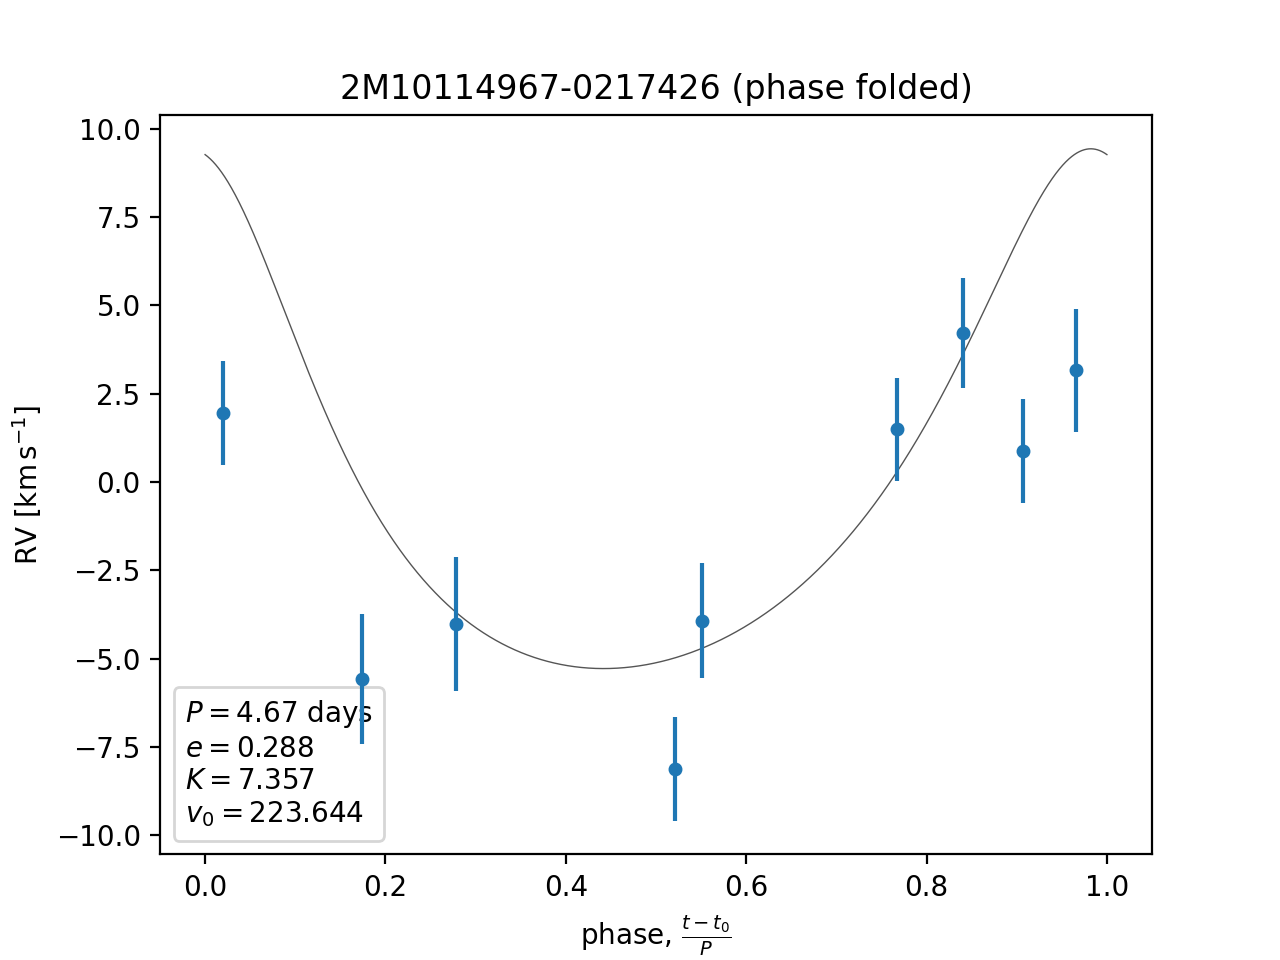 2M10114967-0217426 (phase folded)
RV [km s⁻¹]
10.0
7.5
5.0
2.5
0.0
−2.5
−5.0
−7.5
−10.0
P = 4.67 days
e = 0.288
K = 7.357
v₀ = 223.644
0.0 0.2 0.4 0.6 0.8 1.0
phase, (t − t₀)/P